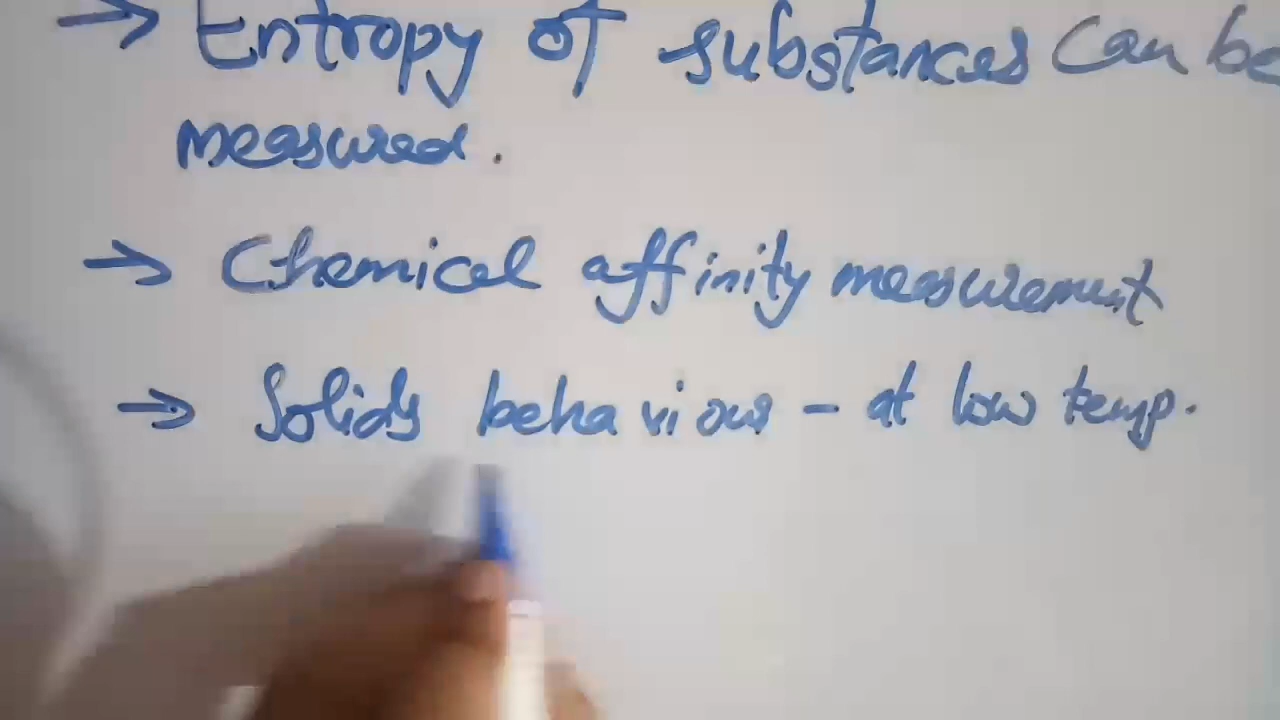 → Entropy of substances can be
measured.
→ Chemical affinity measurement
→ Solids behaviour - at low temp.